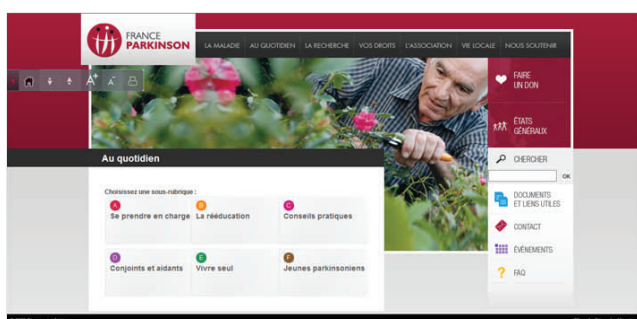 FRANCE
PARKINSON
LA MALADIE AU QUOTIDIEN LA RECHERCHE VOS DROITS L'ASSOCIATION VIE LOCALE NOUS SOUTENIR
A+ A-
FAIRE
UN DON
ÉTATS
GÉNÉRAUX
Au quotidien
CHERCHER
OK
Choisissez une sous-rubrique :
A
Se prendre en charge
B
La rééducation
C
Conseils pratiques
D
Conjoints et aidants
E
Vivre seul
F
Jeunes parkinsoniens
DOCUMENTS
ET LIENS UTILES
CONTACT
ÉVÈNEMENTS
? FAQ